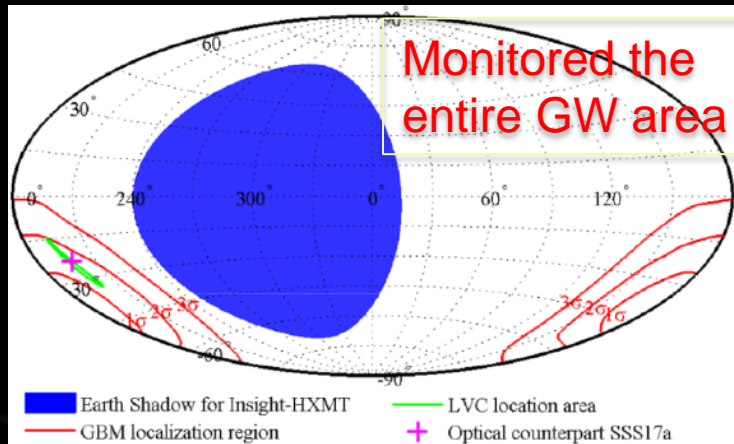 90°
60
Monitored the
entire GW area
30°
0° 240° 300° 0° 60° 120°
30°
1σ 2σ 3σ
3σ 2σ 1σ
-60°
-90°
Earth Shadow for Insight-HXMT
LVC location area
GBM localization region
Optical counterpart SSS17a